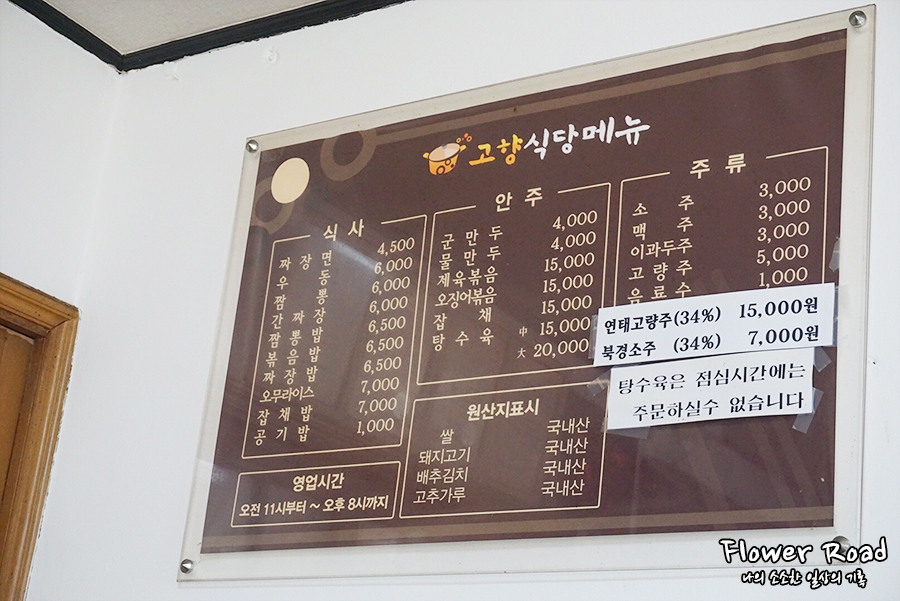 고향식당메뉴
식 사
짜 장 면 4,500
우 동 6,000
짬 뽕 6,000
간 짜 장 6,000
짬 뽕 밥 6,500
볶 음 밥 6,500
짜 장 밥 6,500
오무라이스 7,000
잡 채 밥 7,000
공 기 밥 1,000
영업시간
오전 11시부터 ~ 오후 8시까지
안 주
군 만 두 4,000
물 만 두 4,000
제육볶음 15,000
오징어볶음 15,000
잡 채 15,000
탕 수 육 中 15,000
大 20,000
원산지표시
쌀 국내산
돼지고기 국내산
배추김치 국내산
고추가루 국내산
주 류
소 주 3,000
맥 주 3,000
이과두주 3,000
고 량 주 5,000
음 료 수 1,000
연태고량주(34%) 15,000원
북경소주 (34%) 7,000원
탕수육은 점심시간에는
주문하실수 없습니다
Flower Road
나의 소소한 일상의 기록